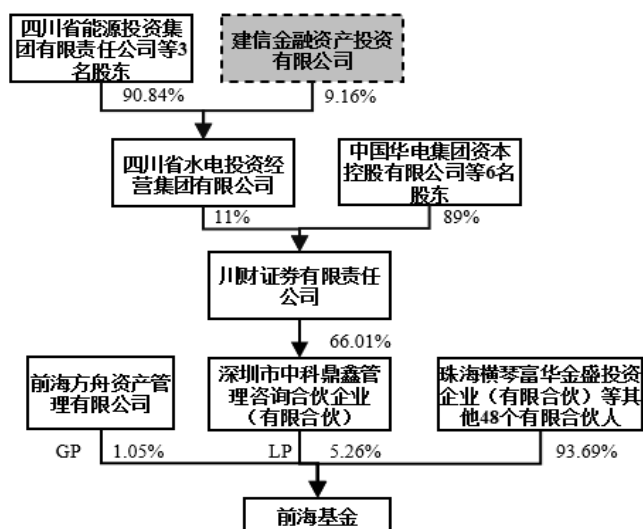 四川省能源投资集
团有限责任公司等3
名股东
建信金融资产投资
有限公司
90.84%
9.16%
四川省水电投资经
营集团有限公司
中国华电集团资本
控股有限公司等6名
股东
11%
89%
川财证券有限责任
公司
66.01%
前海方舟资产管
理有限公司
深圳市中科鼎鑫管
理咨询合伙企业
（有限合伙）
珠海横琴富华金盛投资
企业（有限合伙）等其
他48个有限合伙人
GP
1.05%
LP
5.26%
93.69%
前海基金